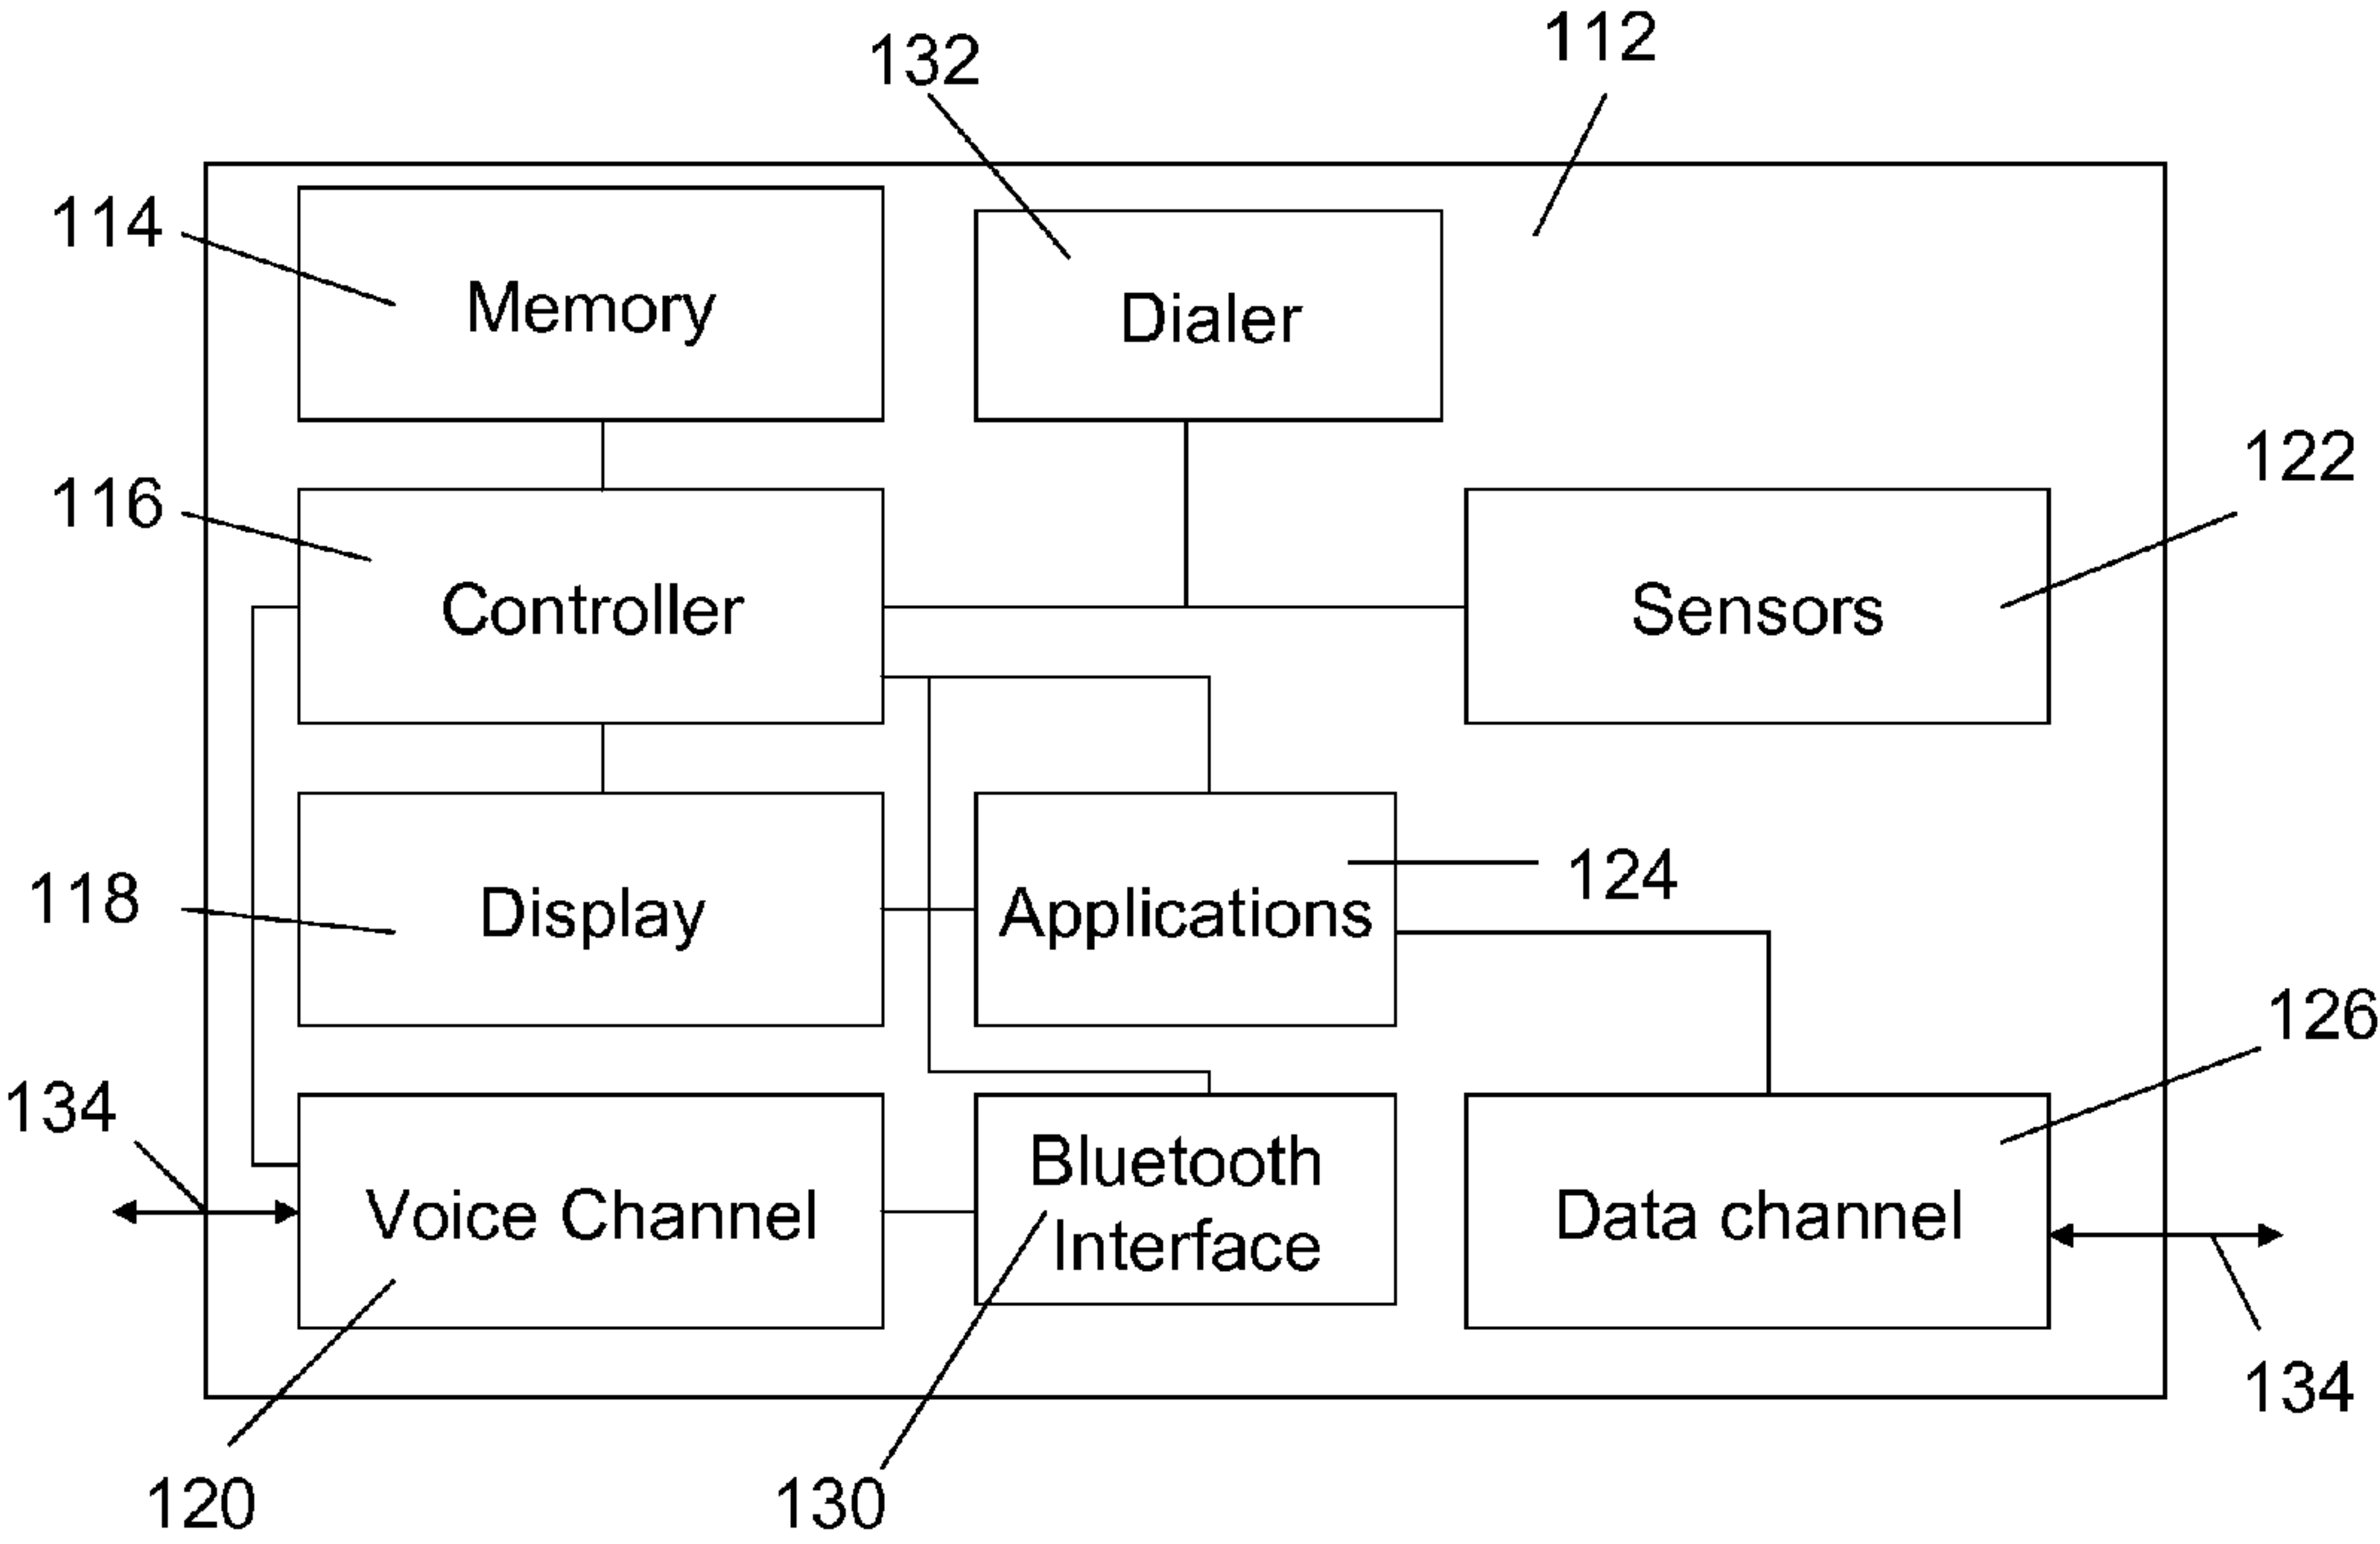 112
132
114
Memory
Dialer
122
116
Controller
Sensors
124
118
Display
Applications
126
134
Bluetooth
Interface
Voice Channel
Data channel
134
120
130